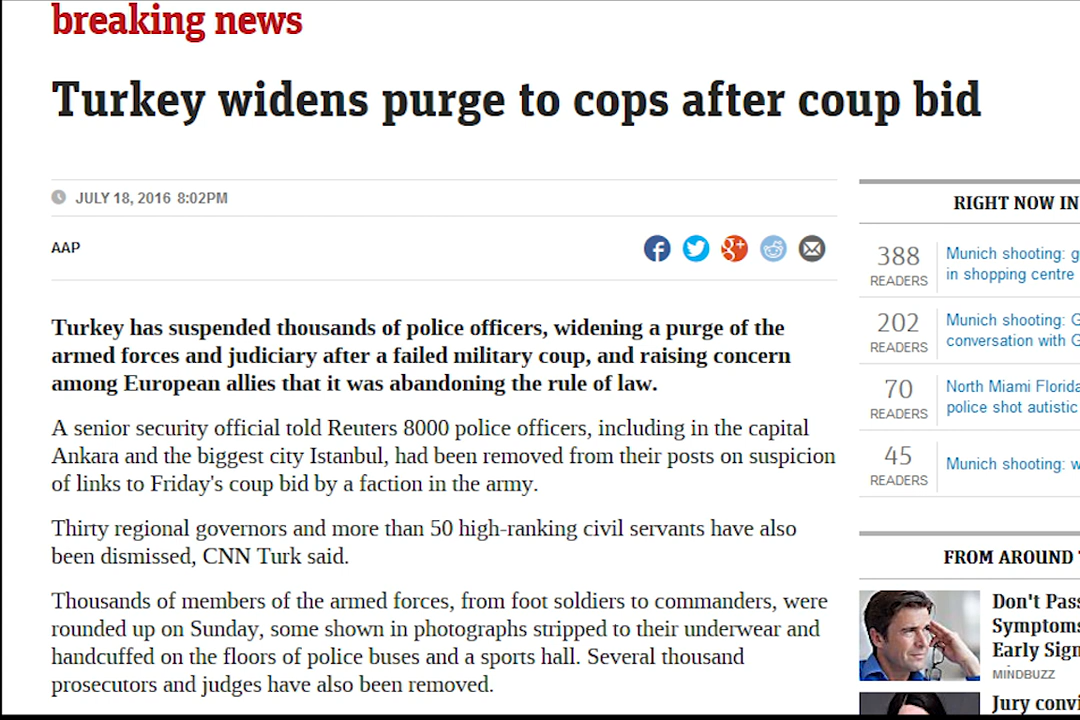 breaking news
Turkey widens purge to cops after coup bid
JULY 18, 2016 8:02PM
AAP
Turkey has suspended thousands of police officers, widening a purge of the
armed forces and judiciary after a failed military coup, and raising concern
among European allies that it was abandoning the rule of law.
A senior security official told Reuters 8000 police officers, including in the capital
Ankara and the biggest city Istanbul, had been removed from their posts on suspicion
of links to Friday's coup bid by a faction in the army.
Thirty regional governors and more than 50 high-ranking civil servants have also
been dismissed, CNN Turk said.
Thousands of members of the armed forces, from foot soldiers to commanders, were
rounded up on Sunday, some shown in photographs stripped to their underwear and
handcuffed on the floors of police buses and a sports hall. Several thousand
prosecutors and judges have also been removed.
RIGHT NOW IN
388
READERS
Munich shooting: g
in shopping centre
202
READERS
Munich shooting: G
conversation with G
70
READERS
North Miami Florida
police shot autistic
45
READERS
Munich shooting: w
FROM AROUND
Don't Pass
Symptoms
Early Sign
MINDBUZZ
Jury convi